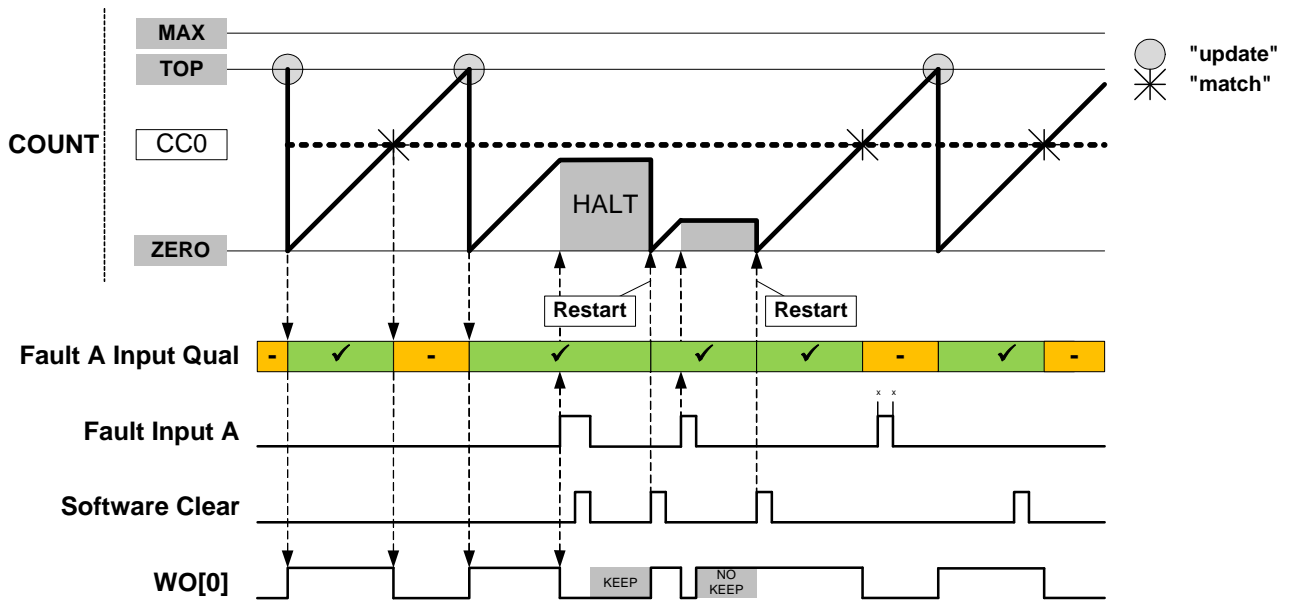 MAX
TOP
"update"
"match"
COUNT
CC0
HALT
ZERO
Restart
Restart
Fault A Input Qual
- ✓ - ✓ ✓ ✓ - ✓ -
x x
Fault Input A
Software Clear
WO[0]
KEEP
NO
KEEP